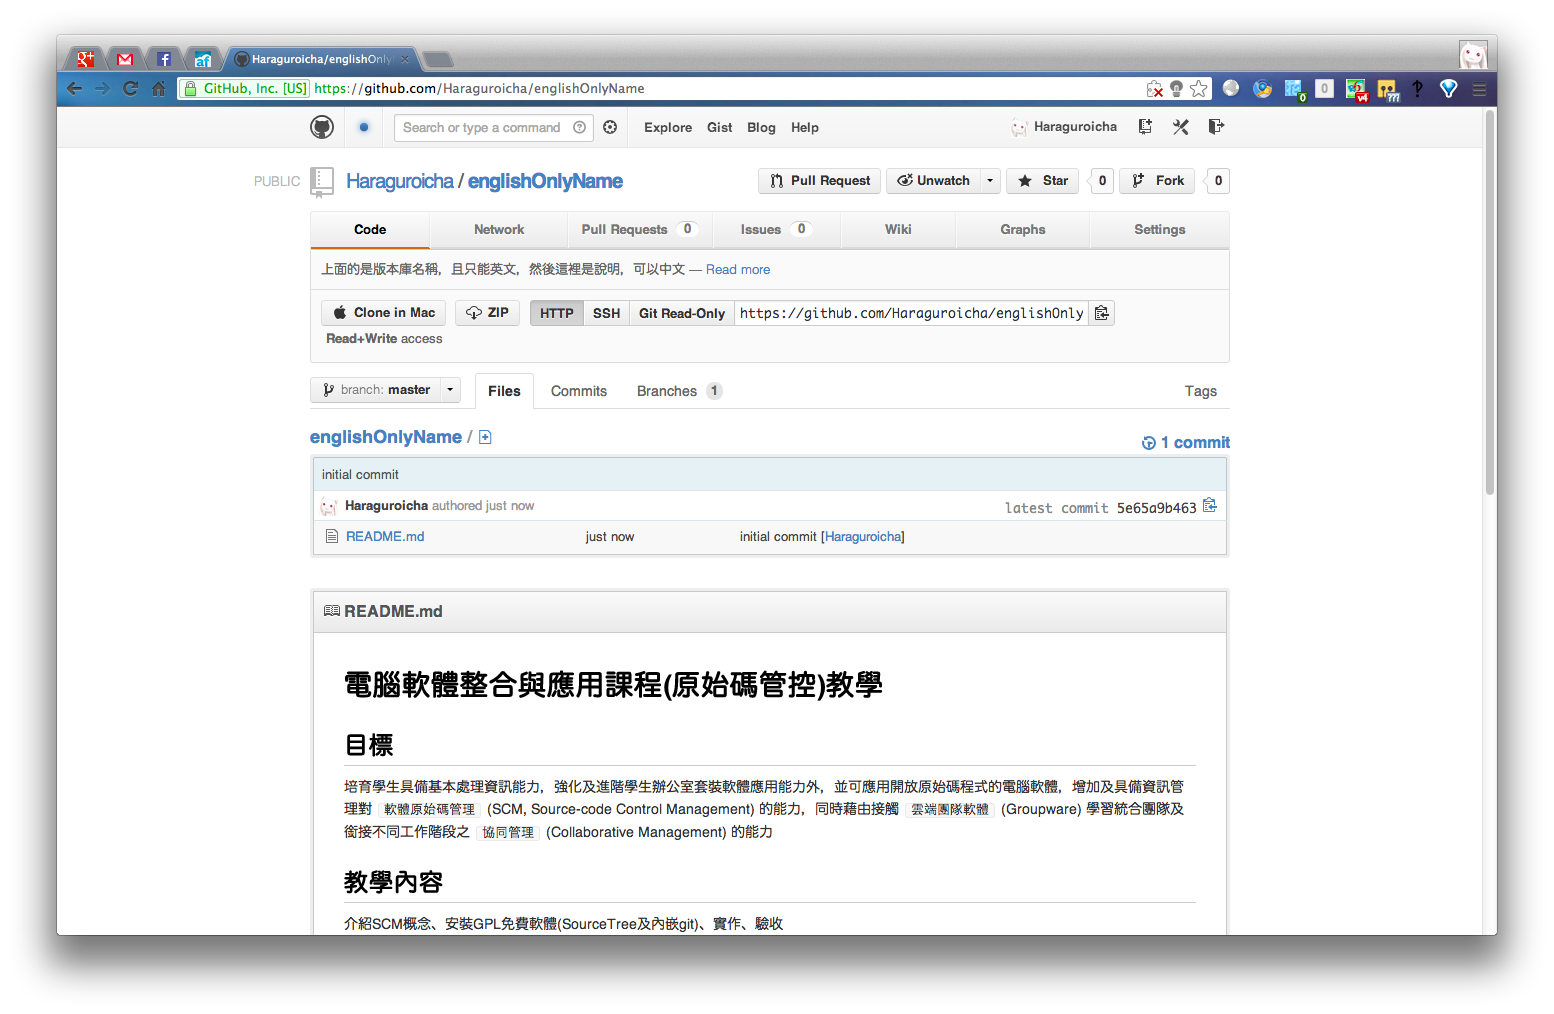 Haraguroicha/englishOnly
GitHub, Inc. [US] https://github.com/Haraguroicha/englishOnlyName
Search or type a command
Explore Gist Blog Help
Haraguroicha
PUBLIC Haraguroicha / englishOnlyName
Pull Request Unwatch Star 0 Fork 0
Code Network Pull Requests 0 Issues 0 Wiki Graphs Settings
上面的是版本庫名稱，且只能英文，然後這裡是說明，可以中文 — Read more
Clone in Mac ZIP HTTP SSH Git Read-Only https://github.com/Haraguroicha/englishOnly
Read+Write access
branch: master Files Commits Branches 1 Tags
englishOnlyName /
1 commit
initial commit
Haraguroicha authored just now
latest commit 5e65a9b463
README.md just now initial commit [Haraguroicha]
README.md
電腦軟體整合與應用課程(原始碼管控)教學
目標
培育學生具備基本處理資訊能力，強化及進階學生辦公室套裝軟體應用能力外，並可應用開放原始碼程式的電腦軟體，增加及具備資訊管
理對 軟體原始碼管理 (SCM, Source-code Control Management) 的能力，同時藉由接觸 雲端團隊軟體 (Groupware) 學習統合團隊及
銜接不同工作階段之 協同管理 (Collaborative Management) 的能力
教學內容
介紹SCM概念、安裝GPL免費軟體(SourceTree及內嵌git)、實作、驗收